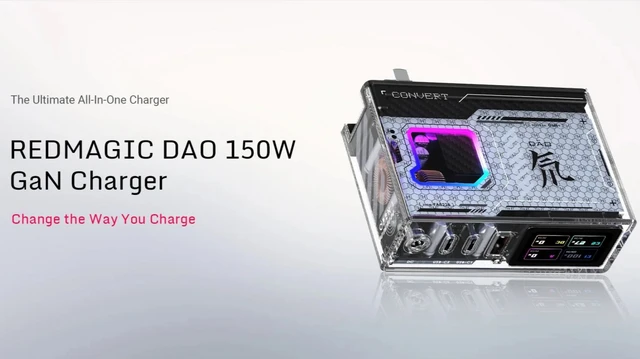 The Ultimate All-In-One Charger
REDMAGIC DAO 150W
GaN Charger
Change the Way You Charge
CONVERT
DAO
氘